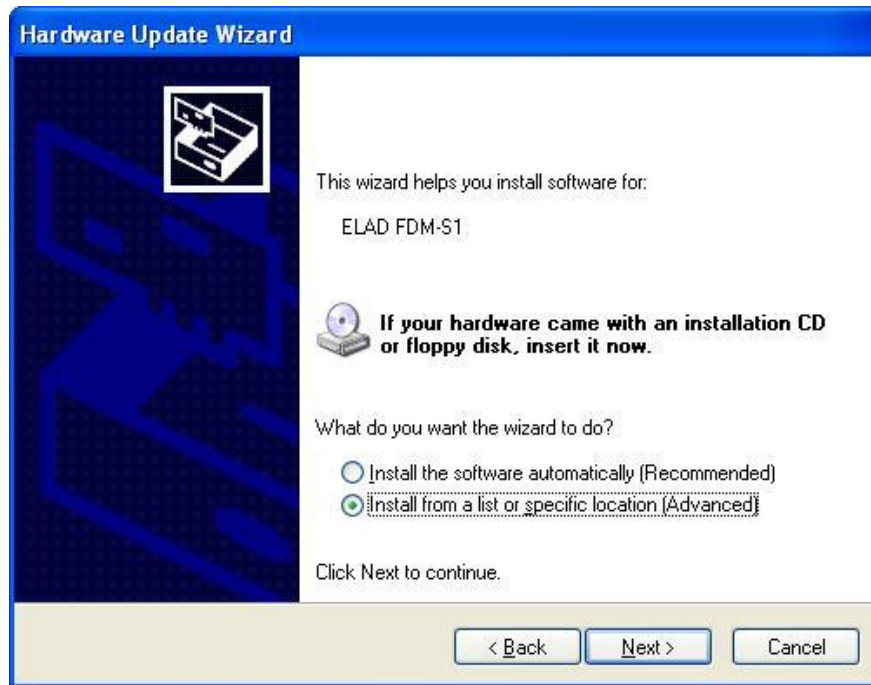 Hardware Update Wizard
This wizard helps you install software for:
ELAD FDM-S1
If your hardware came with an installation CD
or floppy disk, insert it now.
What do you want the wizard to do?
Install the software automatically (Recommended)
Install from a list or specific location (Advanced)
Click Next to continue.
< Back Next > Cancel